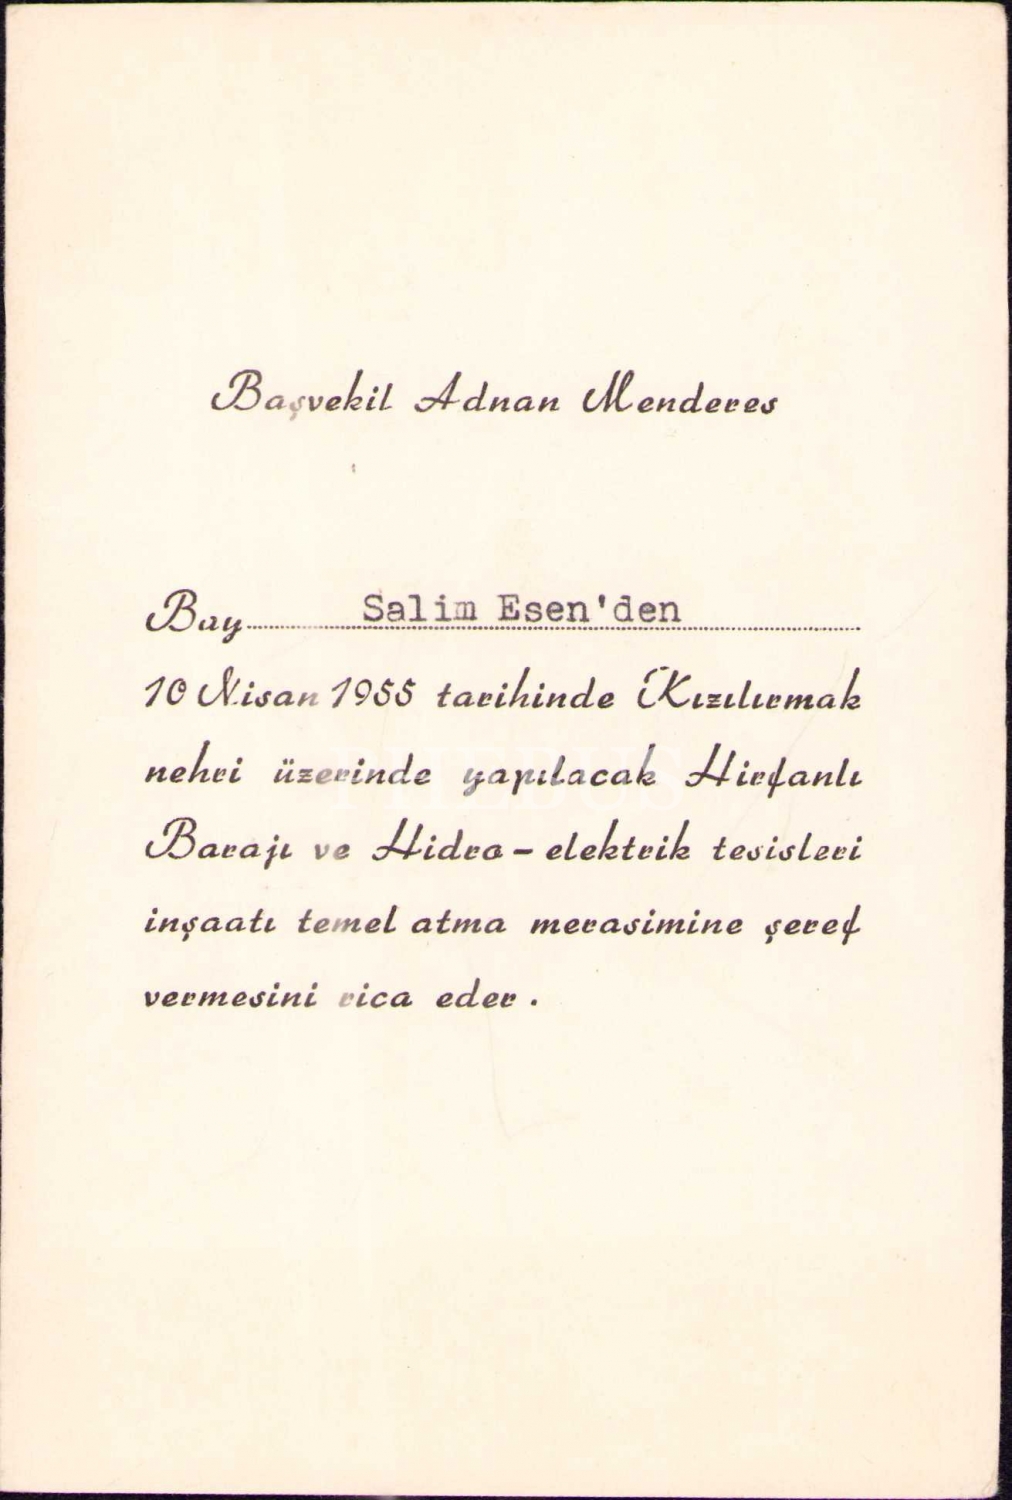 Başvekil Adnan Menderes
Bay Salim Esen'den
10 Nisan 1955 tarihinde Kızılırmak
nehri üzerinde yapılacak Hirfanlı
Barajı ve Hidro-elektrik tesisleri
inşaatı temel atma merasimine şeref
vermesini rica eder.
PHEBUS